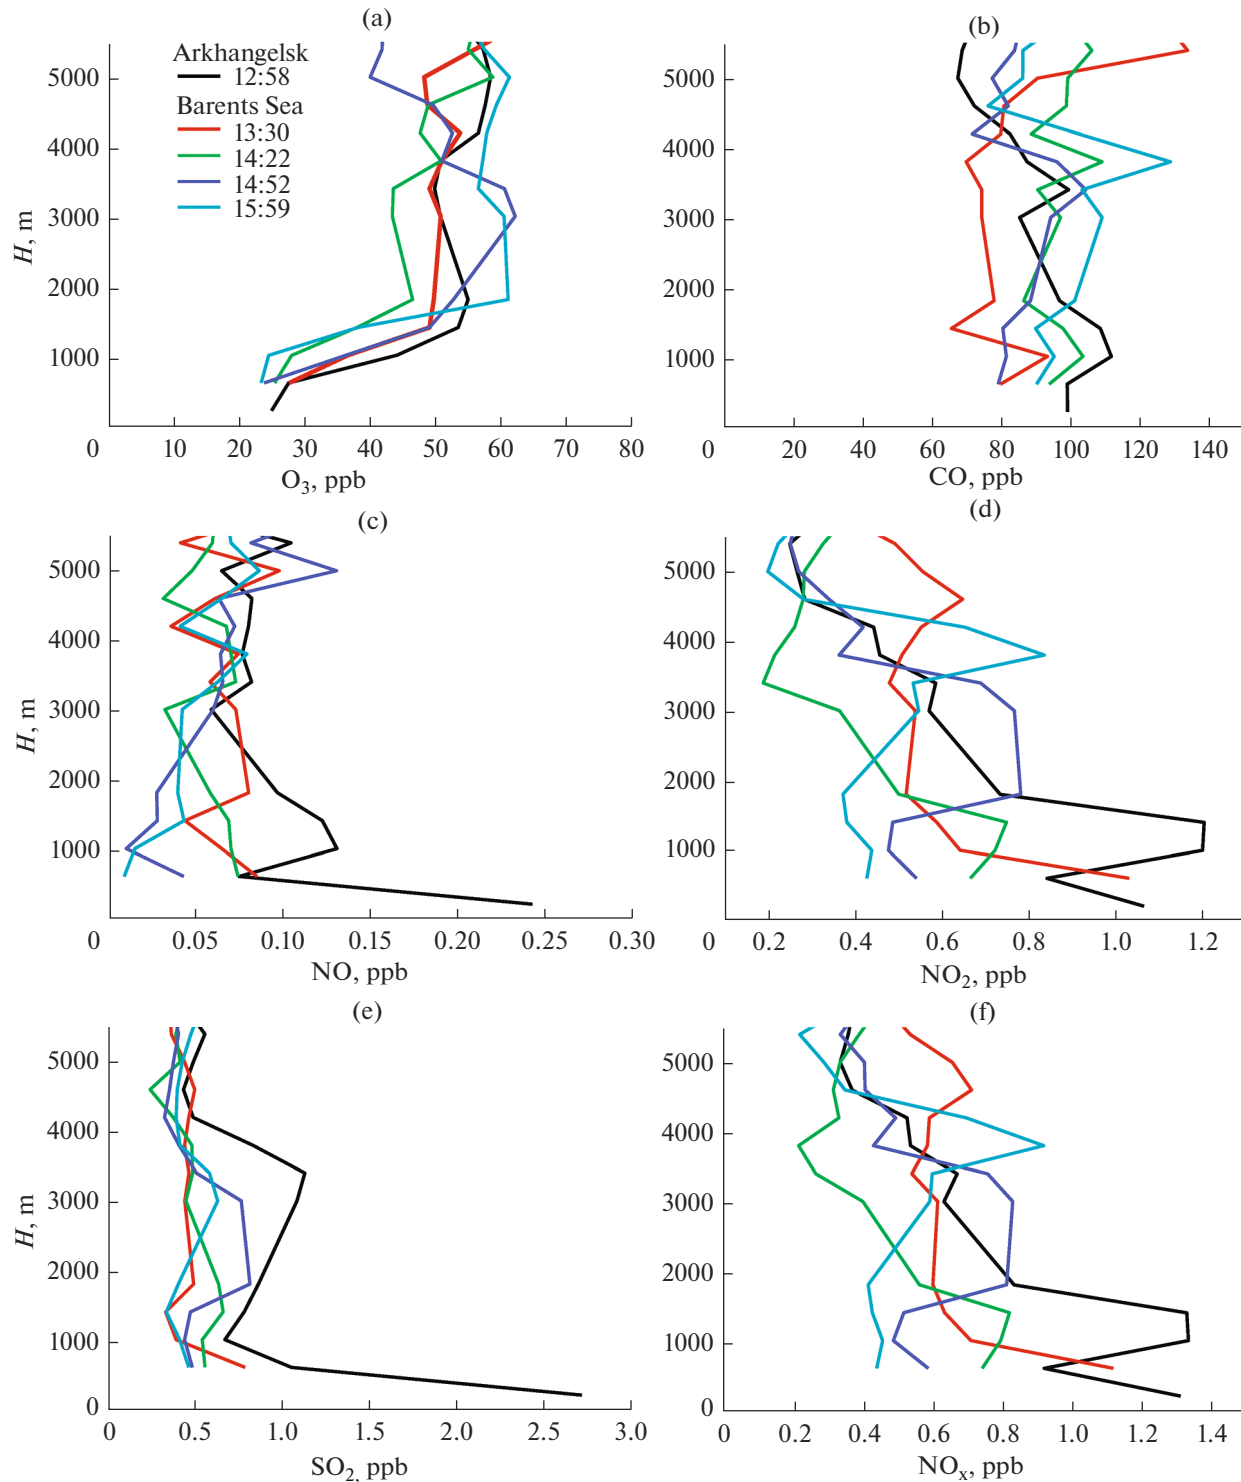 (a)
Arkhangelsk
12:58
Barents Sea
13:30
14:22
14:52
15:59
H, m
5000
4000
3000
2000
1000
0
10 20 30 40 50 60 70 80
O3, ppb
(b)
5000
4000
3000
2000
1000
0
20 40 60 80 100 120 140
CO, ppb
(c)
H, m
5000
4000
3000
2000
1000
0
0.05 0.10 0.15 0.20 0.25 0.30
NO, ppb
(d)
5000
4000
3000
2000
1000
0
0.2 0.4 0.6 0.8 1.0 1.2
NO2, ppb
(e)
H, m
5000
4000
3000
2000
1000
0
0 0.5 1.0 1.5 2.0 2.5 3.0
SO2, ppb
(f)
5000
4000
3000
2000
1000
0
0 0.2 0.4 0.6 0.8 1.0 1.2 1.4
NOx, ppb